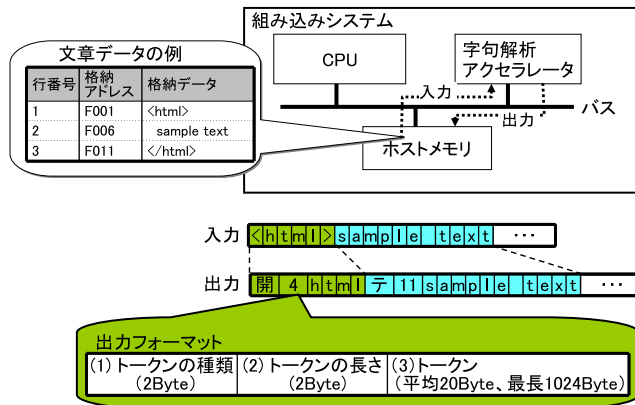 組み込みシステム
文章データの例
行番号 格納アドレス 格納データ
1 F001 <html>
2 F006 sample text
3 F011 </html>
CPU
字句解析
アクセラレータ
入力
バス
出力
ホストメモリ
入力 <html>sample text ···
出力 開 4 html テ 11 sample text ···
出力フォーマット
(1) トークンの種類 (2) トークンの長さ (3)トークン
(2Byte) (2Byte) (平均20Byte、最長1024Byte)